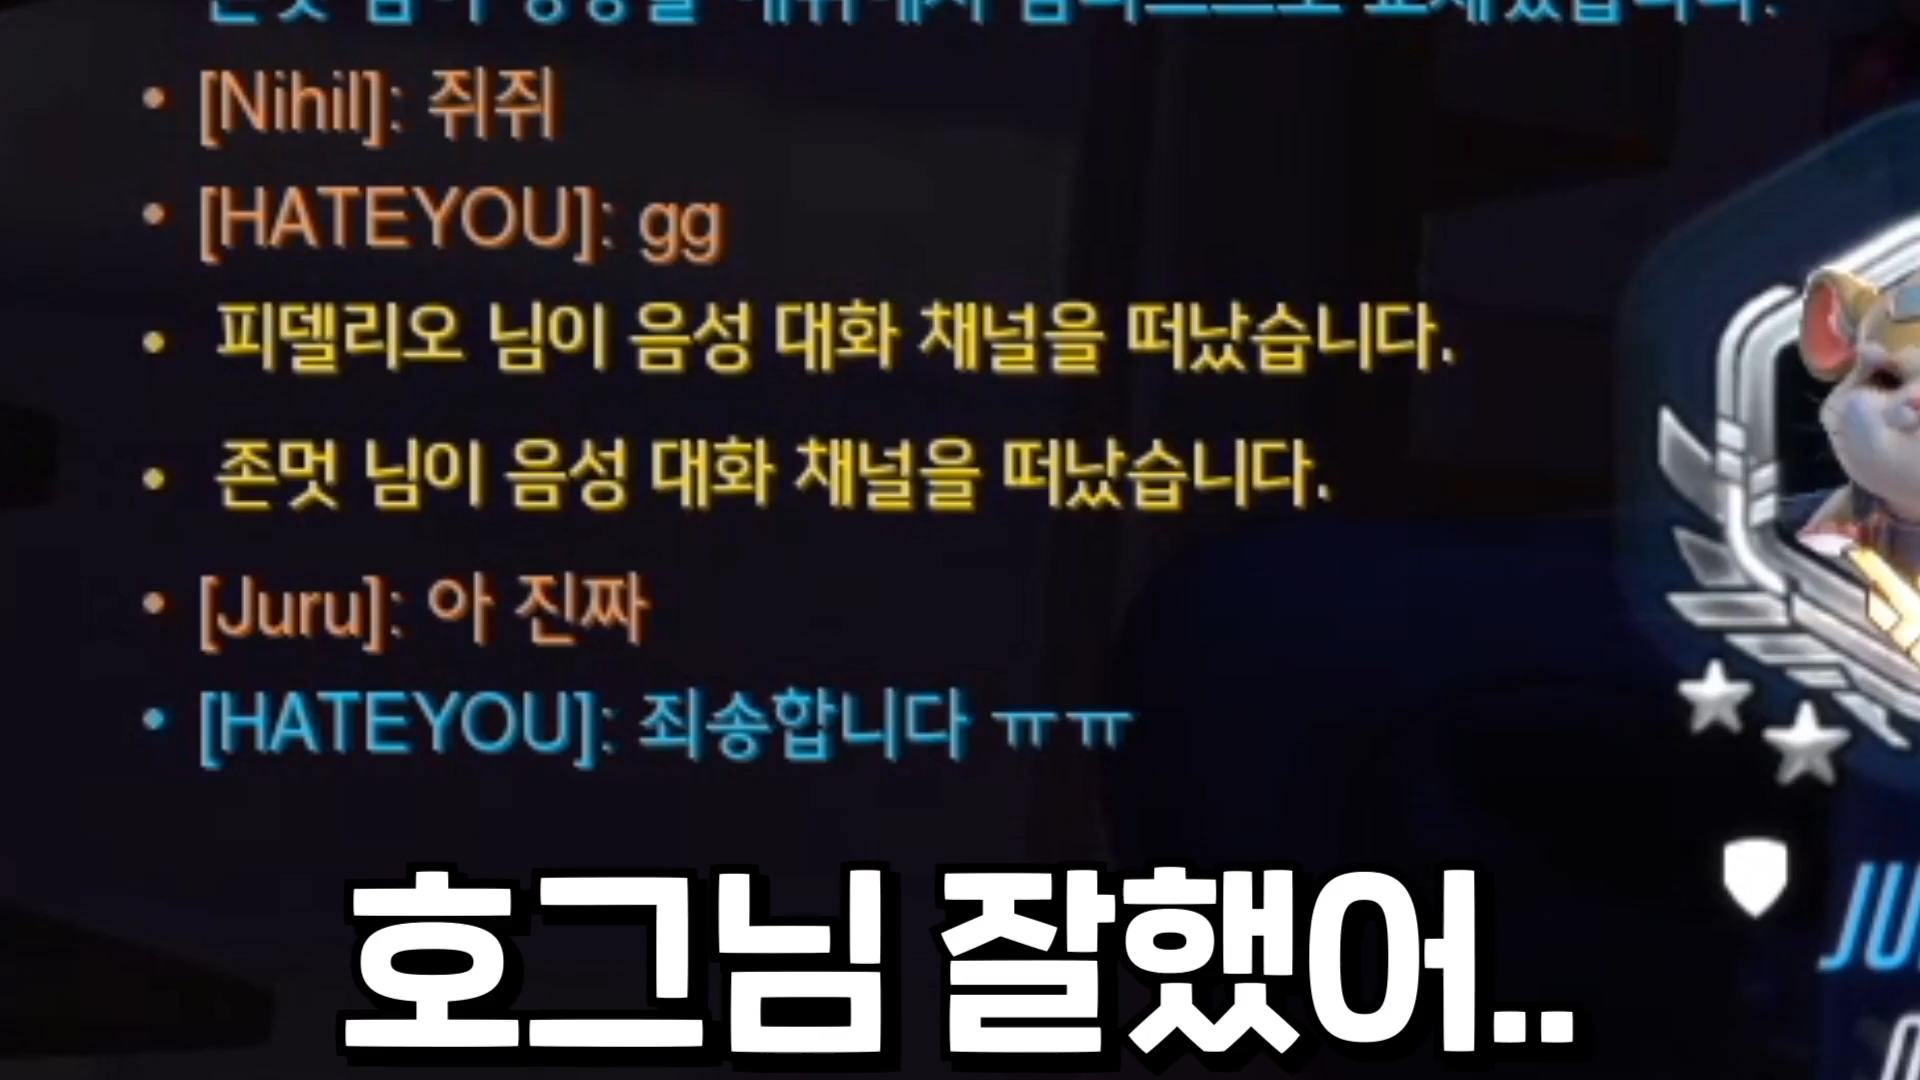 • [Nihil]: 쥐쥐
• [HATEYOU]: gg
• 피델리오 님이 음성 대화 채널을 떠났습니다.
• 존멋 님이 음성 대화 채널을 떠났습니다.
• [Juru]: 아 진짜
• [HATEYOU]: 죄송합니다 ㅠㅠ
호그님 잘했어..